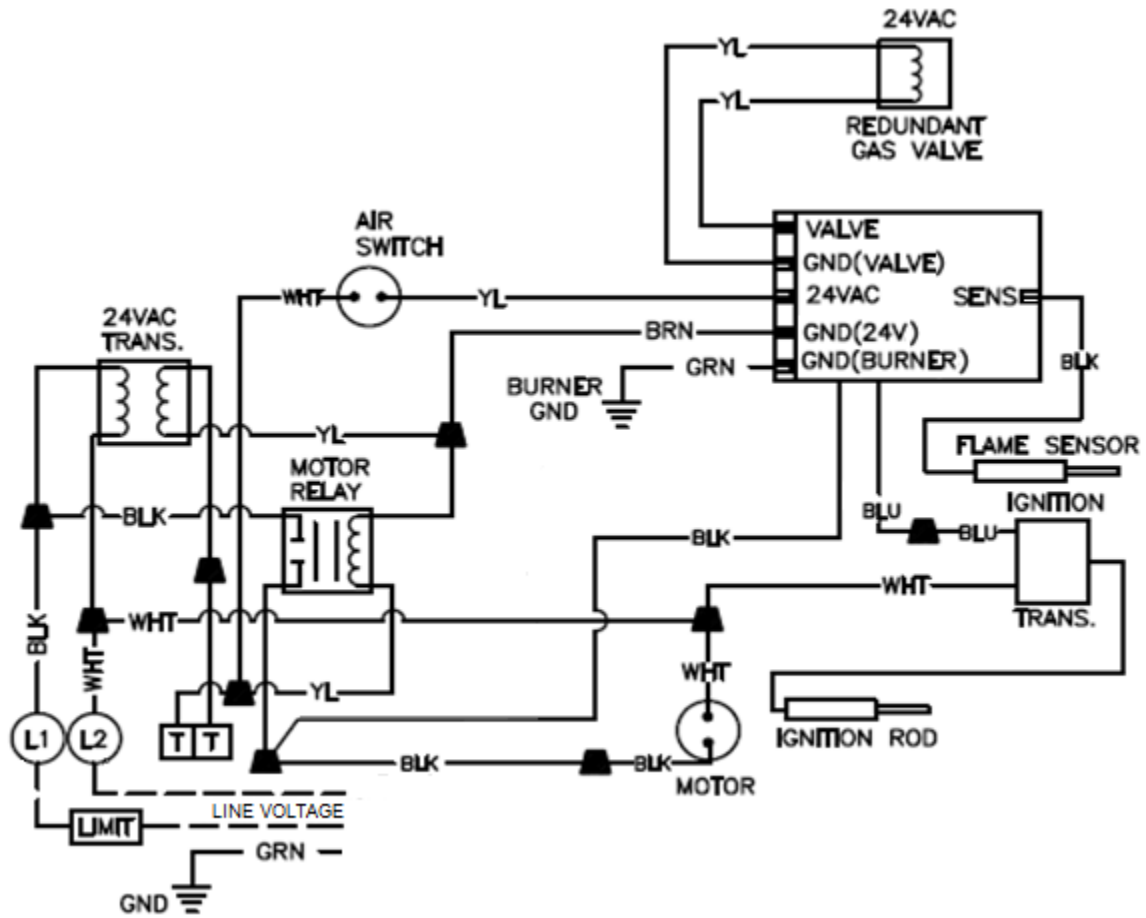 24VAC
YL
YL
REDUNDANT
GAS VALVE
AIR
SWITCH
VALVE
GND(VALVE)
WHT
YL
24VAC
SENS
24VAC
TRANS.
BRN
GND(24V)
GRN
GND(BURNER)
BLK
BURNER
GND
YL
FLAME SENSOR
MOTOR
RELAY
IGNITION
BLK
BLU
BLU
BLK
WHT
TRANS.
BLK
WHT
WHT
WHT
YL
L1
L2
T
T
IGNITION ROD
BLK
BLK
MOTOR
LINE VOLTAGE
LIMIT
GRN
GND